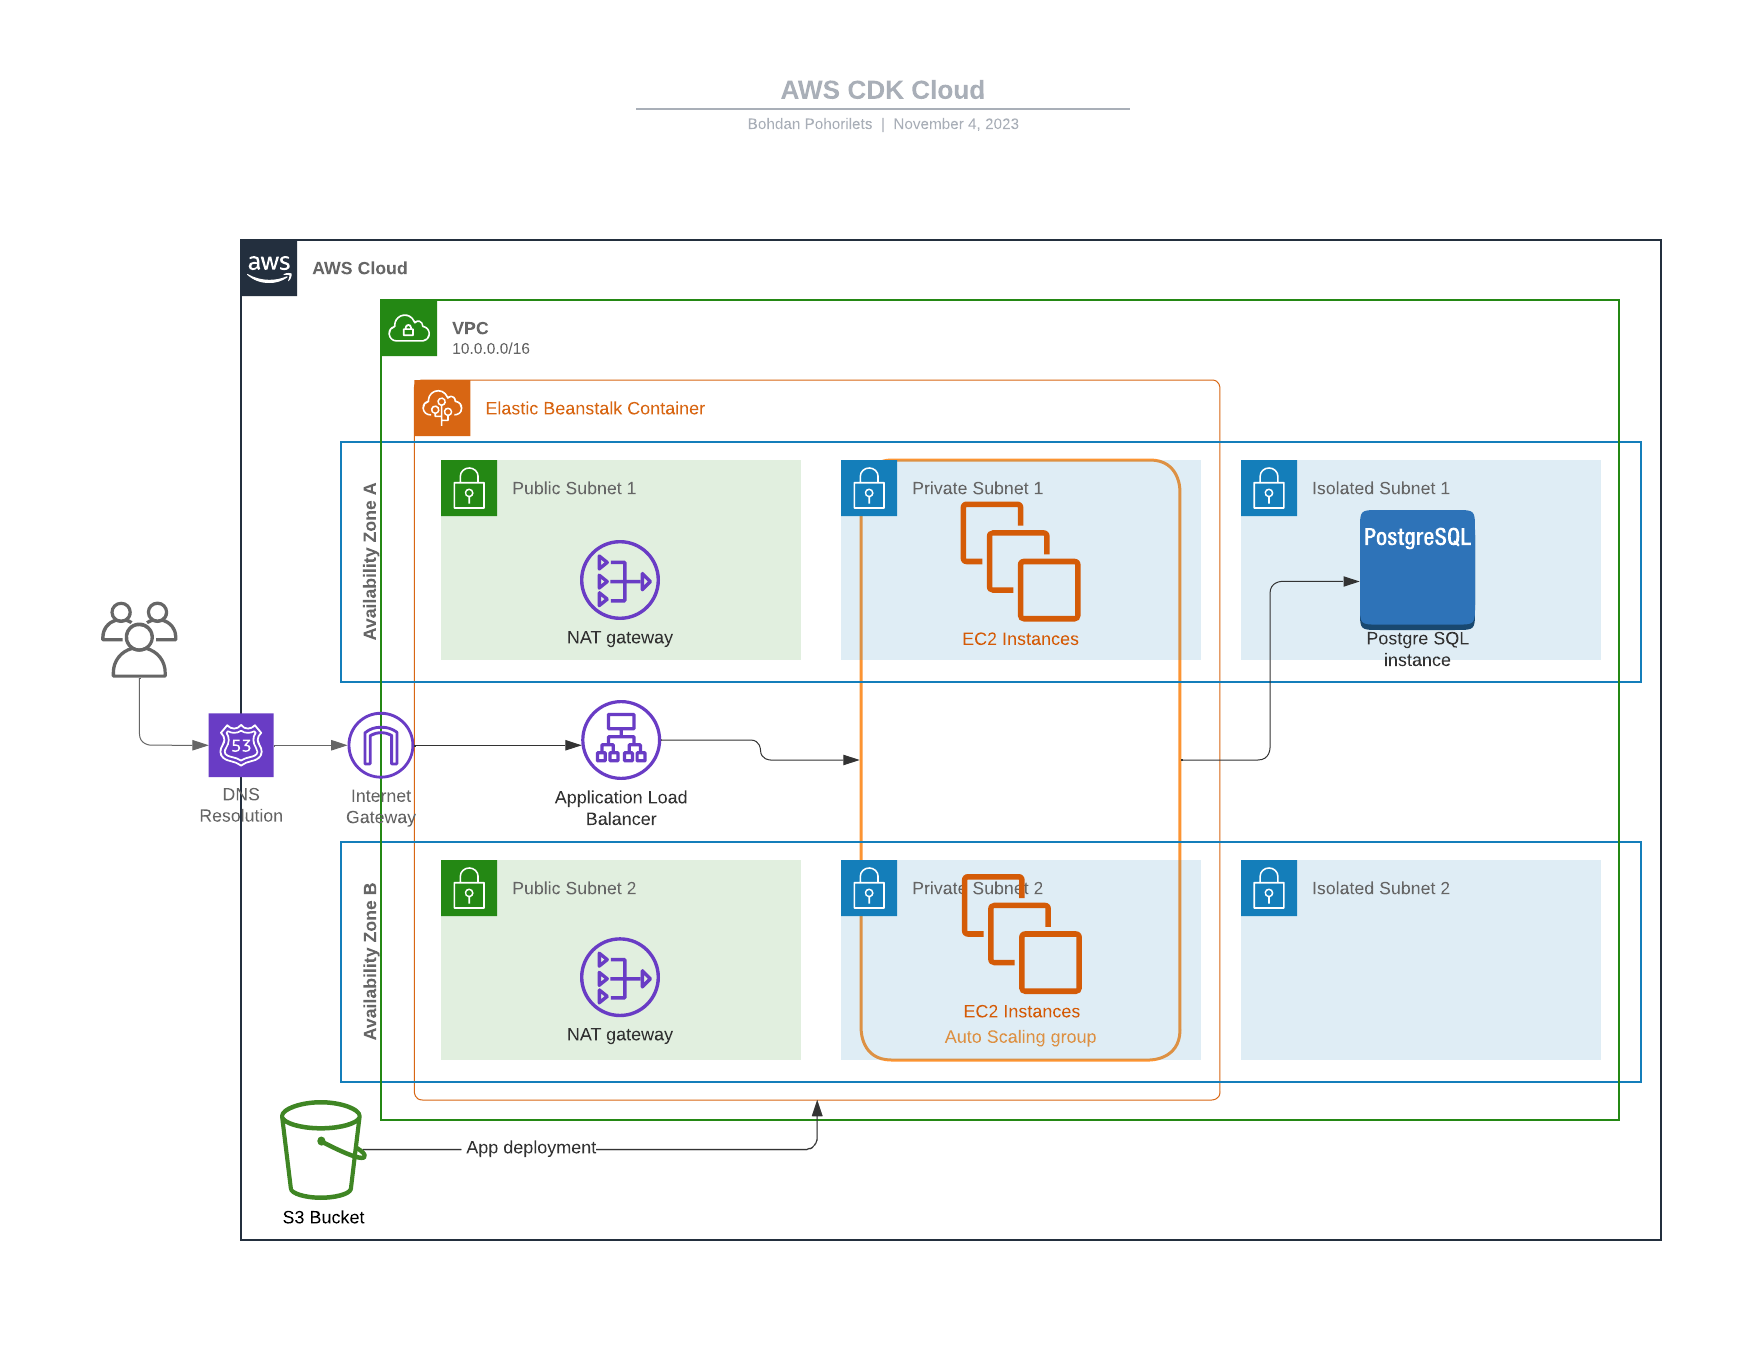 AWS CDK Cloud
Bohdan Pohorilets | November 4, 2023
aws
AWS Cloud
VPC
10.0.0.0/16
Elastic Beanstalk Container
Availability Zone A
Public Subnet 1
NAT gateway
Private Subnet 1
EC2 Instances
Isolated Subnet 1
PostgreSQL
Postgre SQL
instance
53
DNS
Resolution
Internet
Gateway
Application Load
Balancer
Availability Zone B
Public Subnet 2
NAT gateway
Private Subnet 2
EC2 Instances
Auto Scaling group
Isolated Subnet 2
App deployment
S3 Bucket